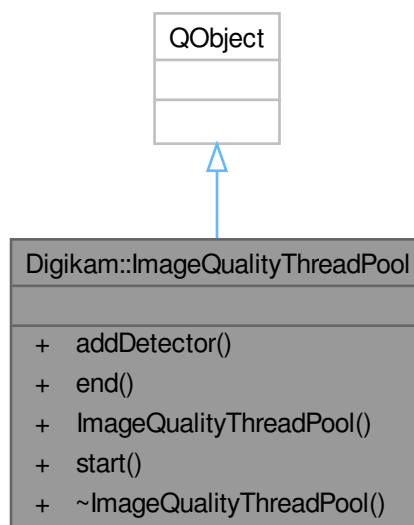 QObject
Digikam::ImageQualityThreadPool
+ addDetector()
+ end()
+ ImageQualityThreadPool()
+ start()
+ ~ImageQualityThreadPool()